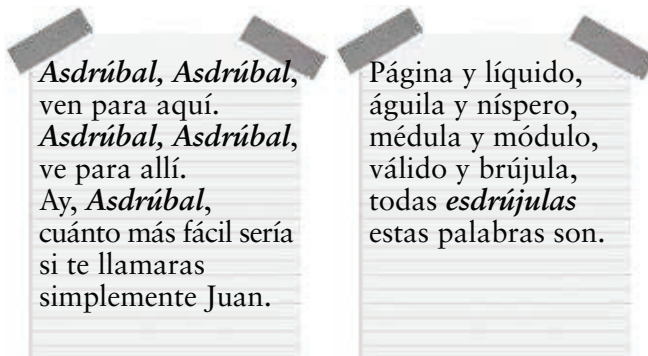 Asdrúbal, Asdrúbal,
ven para aquí.
Asdrúbal, Asdrúbal,
ve para allí.
Ay, Asdrúbal,
cuánto más fácil sería
si te llamaras
simplemente Juan.
Página y líquido,
águila y níspero,
médula y módulo,
válido y brújula,
todas esdrújulas
estas palabras son.